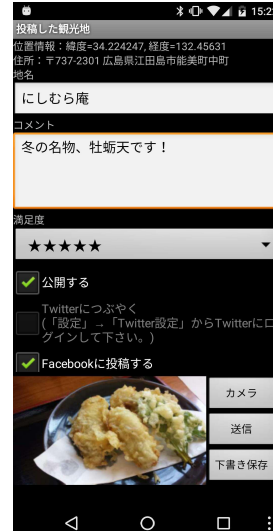 15:2
投稿した観光地
位置情報：緯度=34.224247, 経度=132.45631
住所：〒737-2301 広島県江田島市能美町中町
地名
にしむら庵
コメント
冬の名物、牡蛎天です！
満足度
★★★★★
公開する
Twitterにつぶやく
(「設定」→「Twitter設定」からTwitterにロ
グインして下さい。)
Facebookに投稿する
カメラ
送信
下書き保存